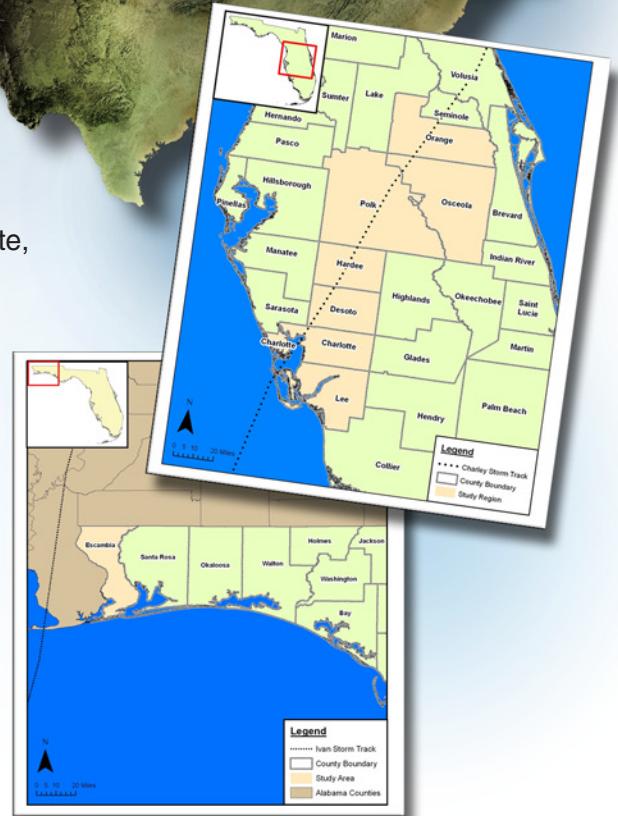 te,
Marion
Volusia
Lake
Sumter
Seminole
Hernando
Orange
Pasco
Hillsborough
Pinellas
Polk
Osceola
Brevard
Manatee
Indian River
Hardee
Sarasota
Desoto
Highlands
Okeechobee
Saint
Lucie
Charlotte
Charlotte
Martin
Glades
Lee
Palm Beach
Hendry
Collier
N
0 5 10 20 Miles
Legend
Charley Storm Track
County Boundary
Study Region
Escambia
Santa Rosa
Okaloosa
Walton
Holmes
Jackson
Washington
Bay
N
0 5 10 20 Miles
Legend
Ivan Storm Track
County Boundary
Study Area
Alabama Counties